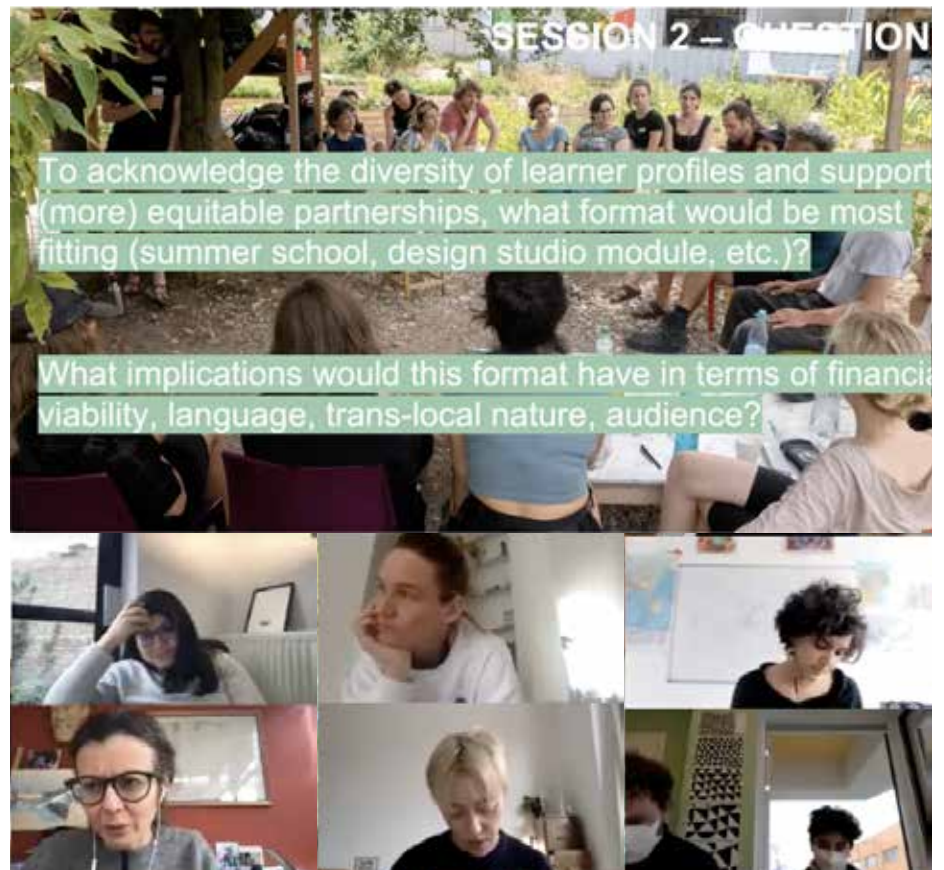 SESSION 2 – QUESTION
To acknowledge the diversity of learner profiles and support
(more) equitable partnerships, what format would be most
fitting (summer school, design studio module, etc.)?
What implications would this format have in terms of financia
viability, language, trans-local nature, audience?